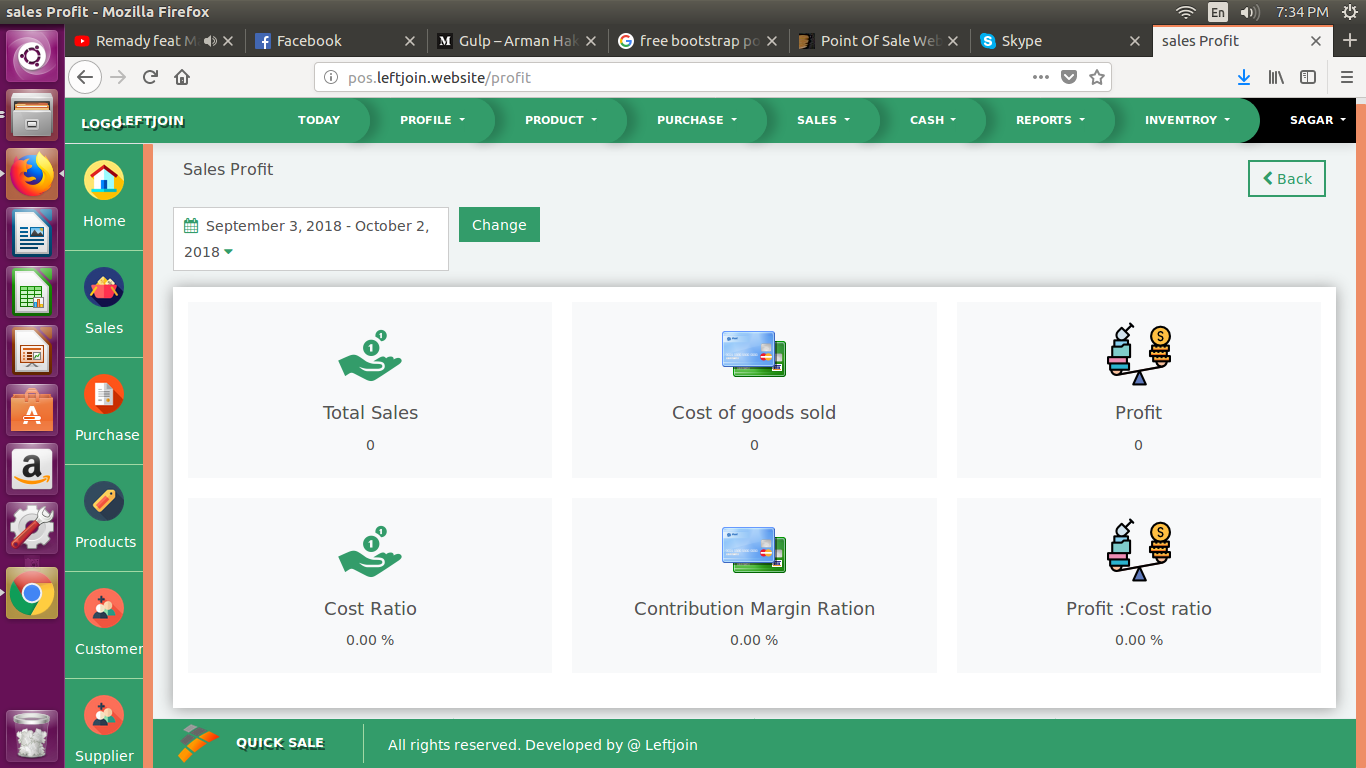 sales Profit - Mozilla Firefox
En
7:34 PM
Remady feat M
Facebook
Gulp – Arman Hak
free bootstrap po
Point Of Sale Web
Skype
sales Profit
pos.leftjoin.website/profit
LOGO LEFTJOIN
TODAY
PROFILE
PRODUCT
PURCHASE
SALES
CASH
REPORTS
INVENTROY
SAGAR
Home
Sales
Purchase
Products
Customer
Supplier
Sales Profit
Back
September 3, 2018 - October 2,
2018
Change
Total Sales
0
Cost of goods sold
0
Profit
0
Cost Ratio
0.00 %
Contribution Margin Ration
0.00 %
Profit :Cost ratio
0.00 %
QUICK SALE
All rights reserved. Developed by @ Leftjoin